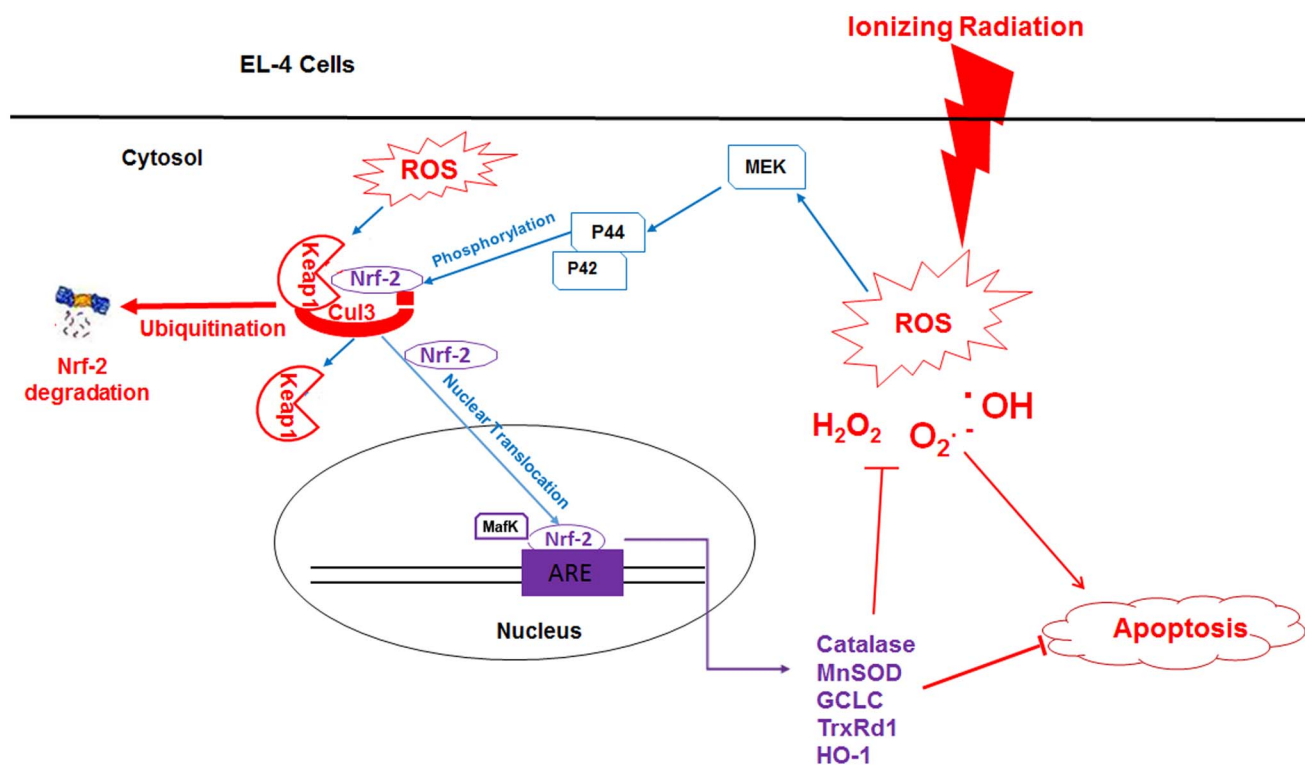 Ionizing Radiation
EL-4 Cells
Cytosol
ROS
MEK
P44
P42
Phosphorylation
Keap1
Nrf-2
Cul3
Ubiquitination
Nrf-2
degradation
Keap1
Nrf-2
Nuclear Translocation
ROS
H₂O₂
O₂·-
·OH
MafK
Nrf-2
ARE
Nucleus
Catalase
MnSOD
GCLC
TrxRd1
HO-1
Apoptosis